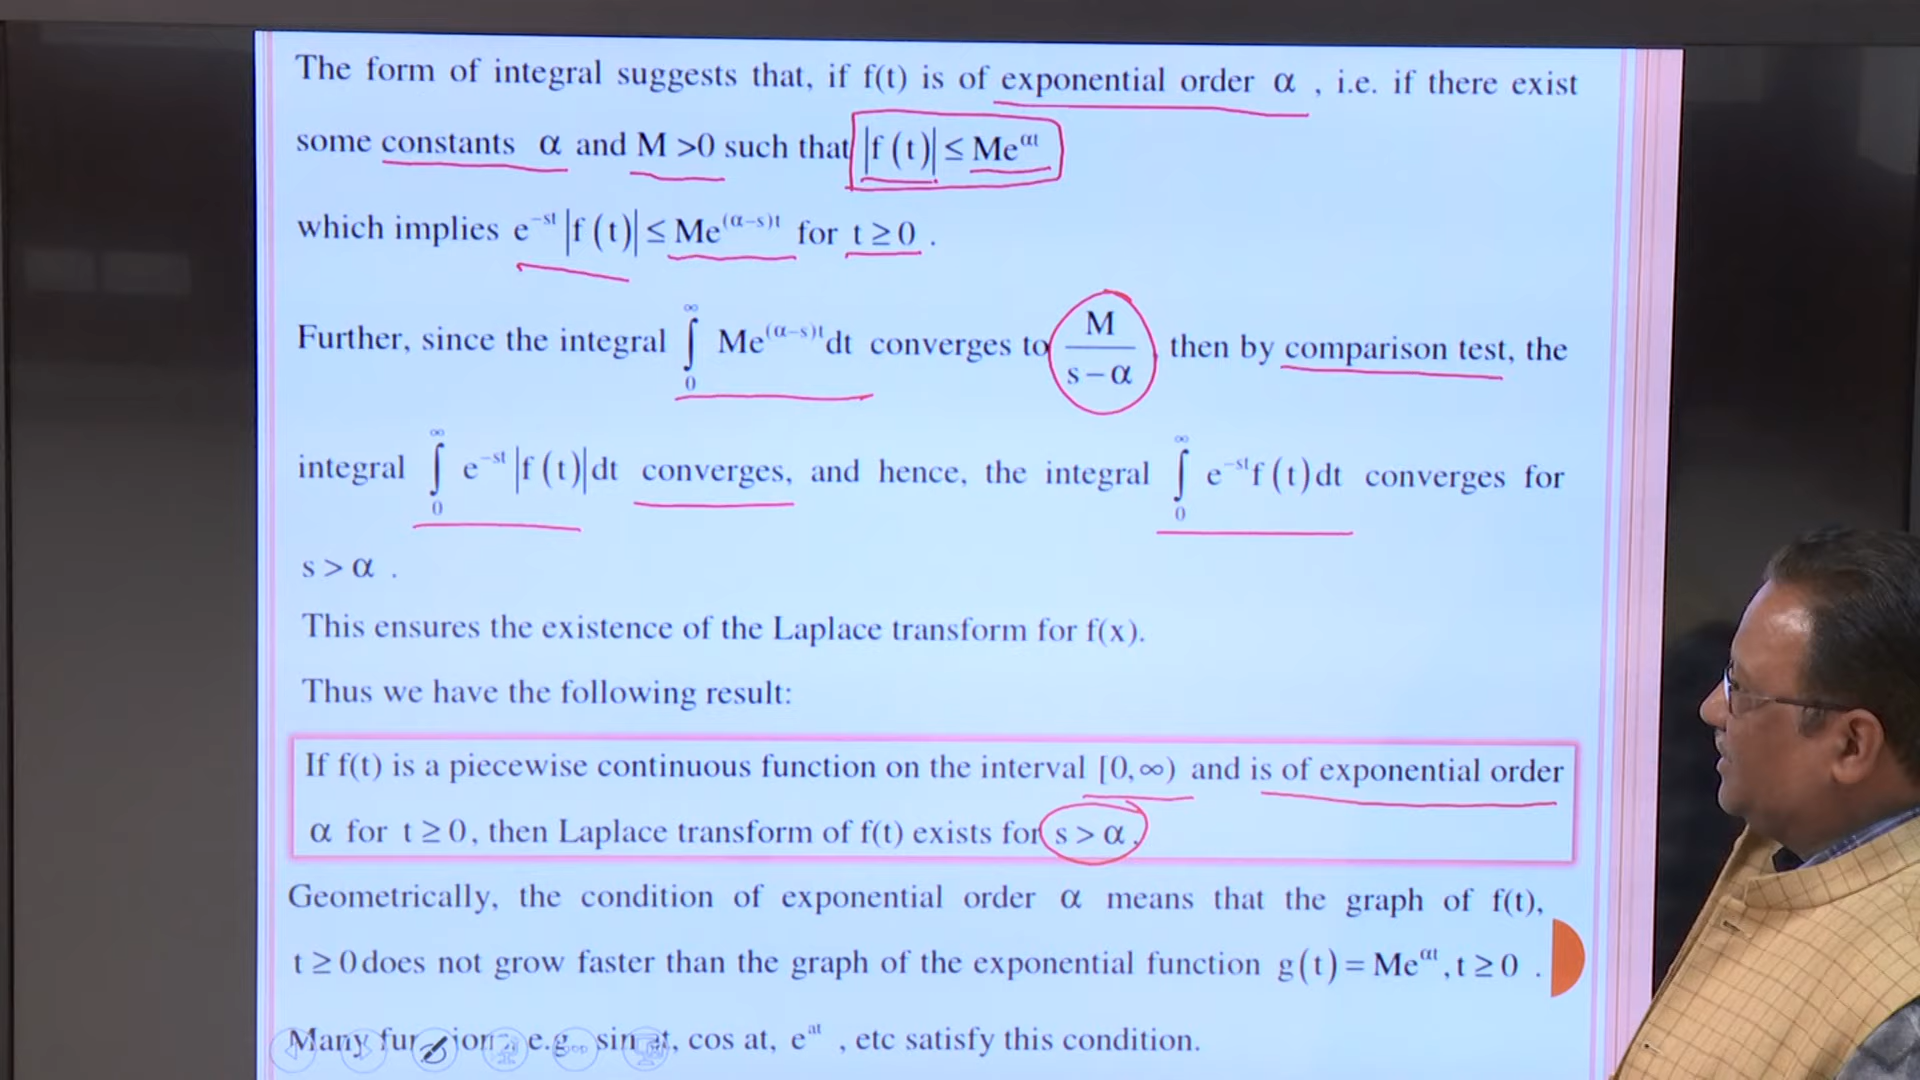 The form of integral suggests that, if f(t) is of exponential order α , i.e. if there exist
some constants α and M >0 such that |f (t)| ≤ Me^αt
which implies e^−st |f (t)| ≤ Me^(α−s)t for t ≥ 0 .
Further, since the integral ∫₀^∞ Me^(α−s)t dt converges to M/(s−α) then by comparison test, the
integral ∫₀^∞ e^−st |f (t)| dt converges, and hence, the integral ∫₀^∞ e^−st f (t) dt converges for
s > α .
This ensures the existence of the Laplace transform for f(x).
Thus we have the following result:
If f(t) is a piecewise continuous function on the interval [0,∞) and is of exponential order
α for t ≥ 0, then Laplace transform of f(t) exists for s > α.
Geometrically, the condition of exponential order α means that the graph of f(t),
t ≥ 0 does not grow faster than the graph of the exponential function g(t) = Me^αt , t ≥ 0 .
Many e.g. sin at, cos at, e^at , etc satisfy this condition.